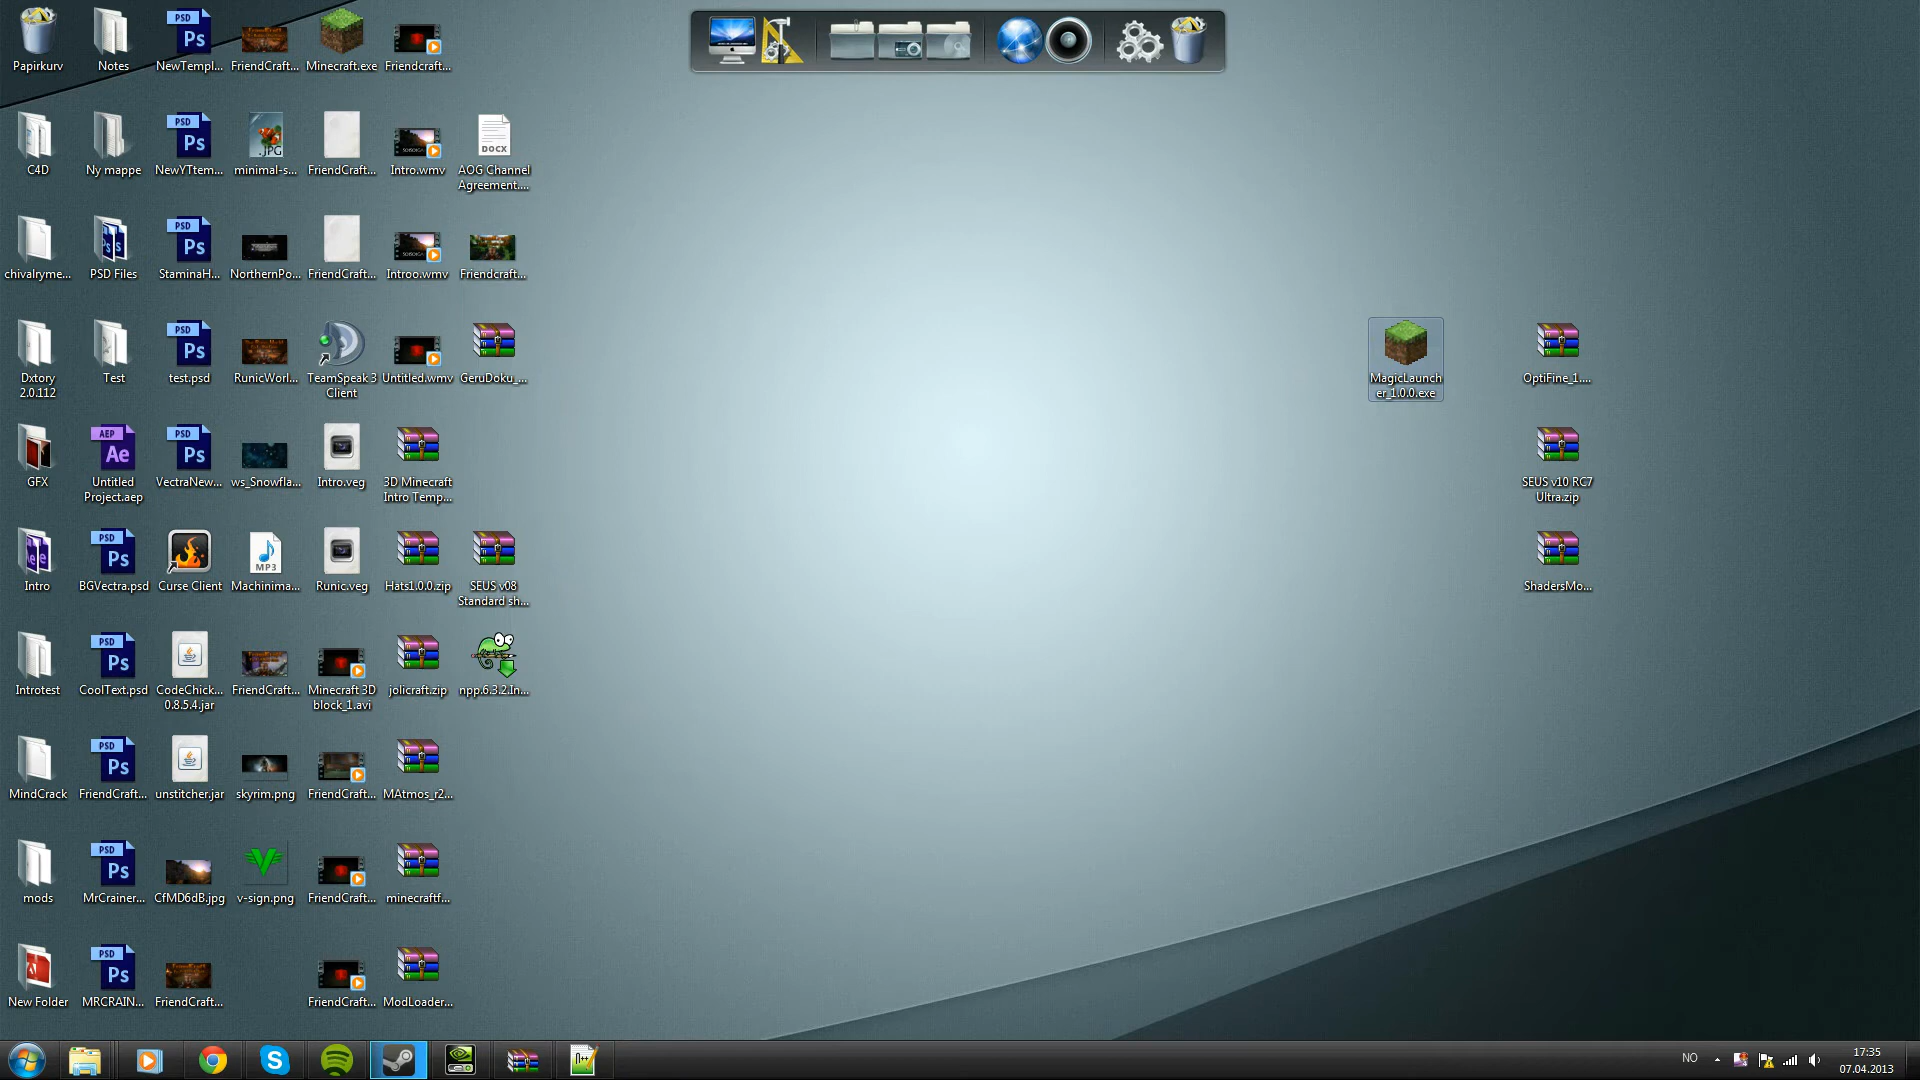 Papirkurv
Notes
NewTempl...
FriendCraft...
Minecraft.exe
Friendcraft...
C4D
Ny mappe
NewYTtem...
minimal-s...
FriendCraft...
Intro.wmv
AOG Channel
Agreement....
chivalryme...
PSD Files
StaminaH...
NorthernPo...
FriendCraft...
Introo.wmv
Friendcraft...
Dxtory
2.0.112
Test
test.psd
RunicWorl...
TeamSpeak 3
Client
Untitled.wmv
GeruDoku_...
MagicLaunch
er_1.0.0.exe
OptiFine_1....
GFX
Untitled
Project.aep
VectraNew...
ws_Snowfla...
Intro.veg
3D Minecraft
Intro Temp...
SEUS v10 RC7
Ultra.zip
Intro
BGVectra.psd
Curse Client
Machinima...
Runic.veg
Hats1.0.0.zip
SEUS v08
Standard sh...
ShadersMo...
Introtest
CoolText.psd
CodeChick...
0.8.5.4.jar
FriendCraft...
Minecraft 3D
block_1.avi
jolicraft.zip
npp.6.3.2.In...
MindCrack
FriendCraft...
unstitcher.jar
skyrim.png
FriendCraft...
MAtmos_r2...
mods
MrCrainer...
CfMD6dB.jpg
v-sign.png
FriendCraft...
minecraftf...
New Folder
MRCRAIN...
FriendCraft...
FriendCraft...
ModLoader...
NO
17:35
07.04.2013